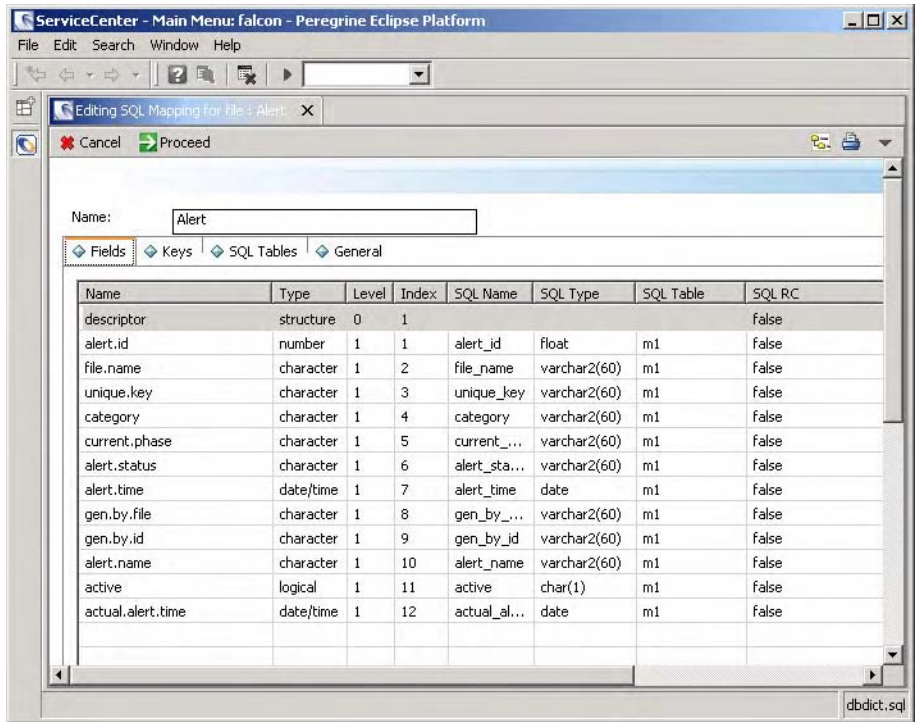 ServiceCenter - Main Menu: falcon - Peregrine Eclipse Platform
File Edit Search Window Help
Editing SQL Mapping for file : Alert X
Cancel Proceed
Name: Alert
Fields Keys SQL Tables General
Name Type Level Index SQL Name SQL Type SQL Table SQL RC
descriptor structure 0 1 false
alert.id number 1 1 alert_id float m1 false
file.name character 1 2 file_name varchar2(60) m1 false
unique.key character 1 3 unique_key varchar2(60) m1 false
category character 1 4 category varchar2(60) m1 false
current.phase character 1 5 current_... varchar2(60) m1 false
alert.status character 1 6 alert_sta... varchar2(60) m1 false
alert.time date/time 1 7 alert_time date m1 false
gen.by.file character 1 8 gen_by_... varchar2(60) m1 false
gen.by.id character 1 9 gen_by_id varchar2(60) m1 false
alert.name character 1 10 alert_name varchar2(60) m1 false
active logical 1 11 active char(1) m1 false
actual.alert.time date/time 1 12 actual_al... date m1 false
dbdict.sql